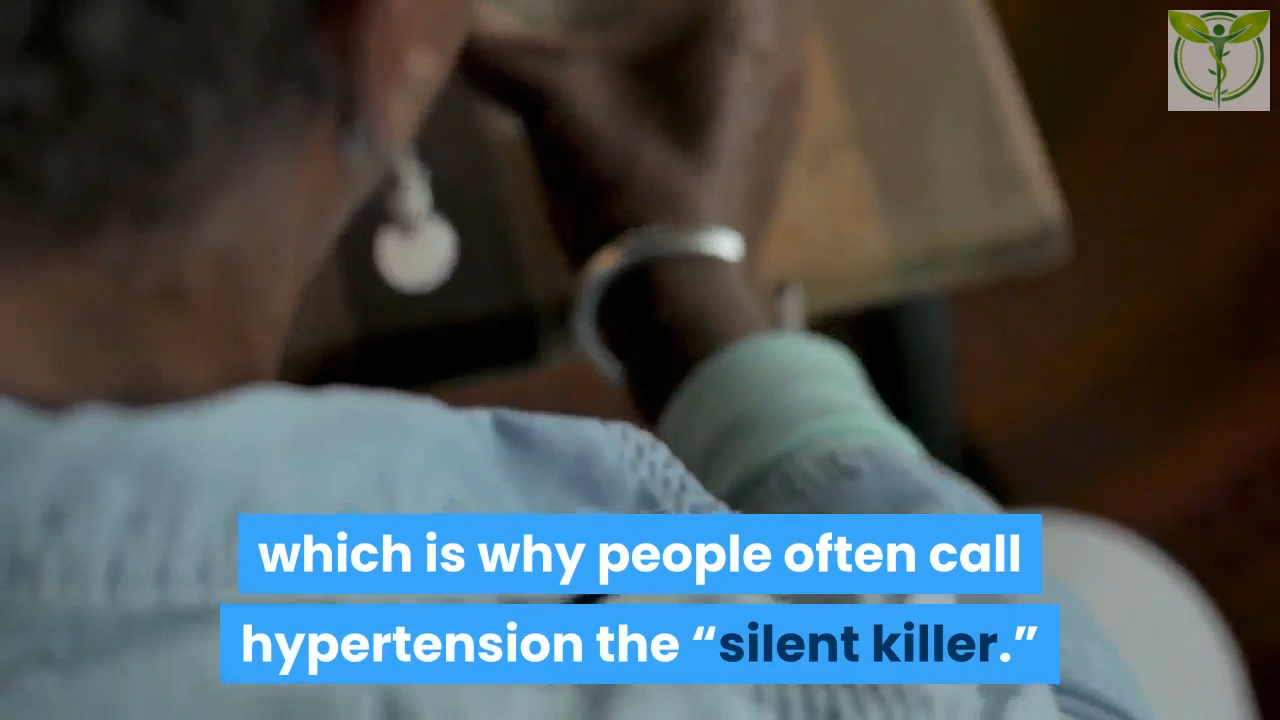 which is why people often call
hypertension the “silent killer.”